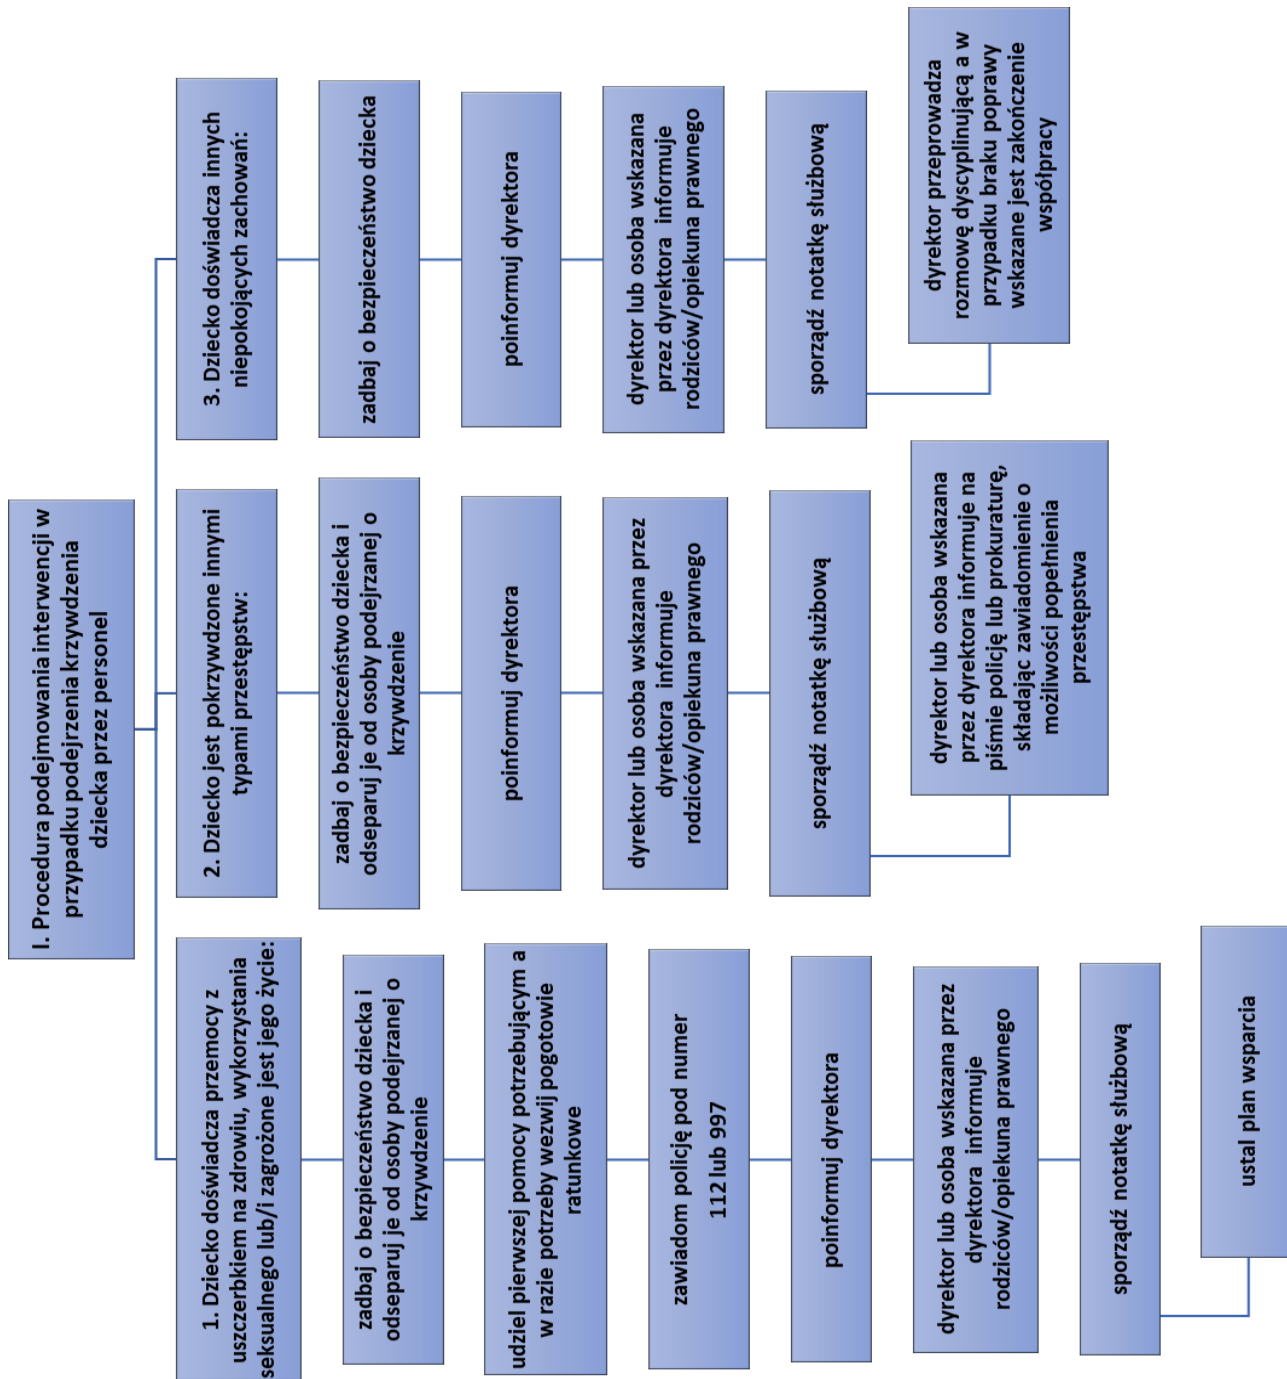 I. Procedura podejmowania interwencji w
przypadku podejrzenia krzywdzenia
dziecka przez personel
1. Dziecko doświadcza przemocy z
uszczerbkiem na zdrowiu, wykorzystania
seksualnego lub/i zagrożone jest jego życie:
zadbaj o bezpieczeństwo dziecka i
odseparuj je od osoby podejrzanej o
krzywdzenie
udziel pierwszej pomocy potrzebującym a
w razie potrzeby wezwij pogotowie
ratunkowe
zawiadom policję pod numer
112 lub 997
poinformuj dyrektora
dyrektor lub osoba wskazana przez
dyrektora informuje
rodziców/opiekuna prawnego
sporządź notatkę służbową
ustal plan wsparcia
2. Dziecko jest pokrzywdzone innymi
typami przestępstw:
zadbaj o bezpieczeństwo dziecka i
odseparuj je od osoby podejrzanej o
krzywdzenie
poinformuj dyrektora
dyrektor lub osoba wskazana przez
dyrektora informuje
rodziców/opiekuna prawnego
sporządź notatkę służbową
dyrektor lub osoba wskazana
przez dyrektora informuje na
piśmie policję lub prokuraturę,
składając zawiadomienie o
możliwości popełnienia
przestępstwa
3. Dziecko doświadcza innych
niepokojących zachowań:
zadbaj o bezpieczeństwo dziecka
poinformuj dyrektora
dyrektor lub osoba wskazana
przez dyrektora informuje
rodziców/opiekuna prawnego
sporządź notatkę służbową
dyrektor przeprowadza
rozmowę dyscyplinującą a w
przypadku braku poprawy
wskazane jest zakończenie
współpracy